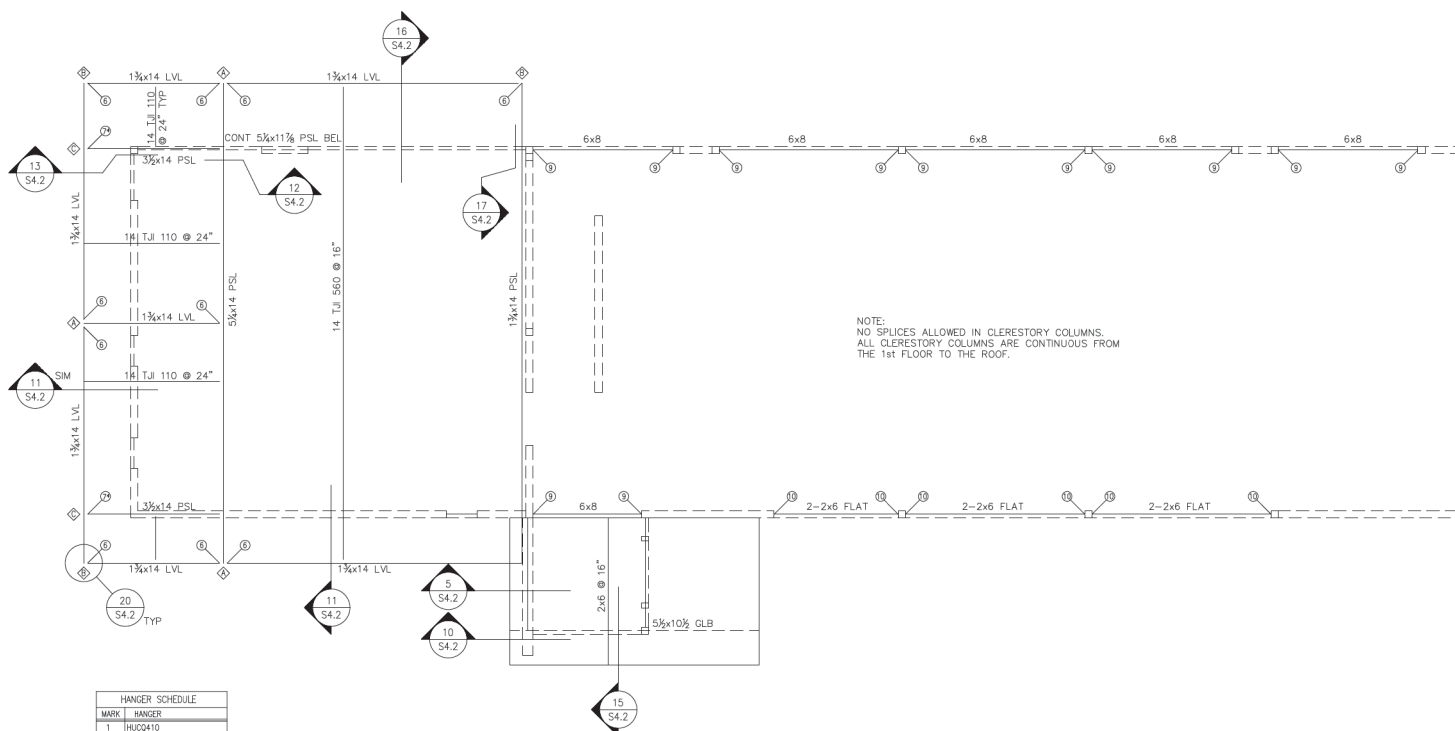 16
S4.2
B
1¾x14 LVL
A
1¾x14 LVL
B
6
6
6
6
14 TJI 110
@ 24" TYP
7*
CONT 5¼x11⅞ PSL BEL
C
3½x14 PSL
6x8
6x8
6x8
6x8
6x8
9
9
9
9
9
9
9
9
13
S4.2
12
S4.2
17
S4.2
1¾x14 LVL
14 TJI 110 @ 24"
5¼x14 PSL
14 TJI 560 @ 16"
1¾x14 PSL
6
6
A
1¾x14 LVL
6
NOTE:
NO SPLICES ALLOWED IN CLERESTORY COLUMNS.
ALL CLERESTORY COLUMNS ARE CONTINUOUS FROM
THE 1st FLOOR TO THE ROOF.
11
S4.2
SIM
14 TJI 110 @ 24"
1¾x14 LVL
7*
C
3½x14 PSL
9
6x8
9
10
2-2x6 FLAT
10
10
2-2x6 FLAT
10
10
2-2x6 FLAT
10
6
6
6
B
1¾x14 LVL
A
1¾x14 LVL
20
S4.2
TYP
11
S4.2
5
S4.2
10
S4.2
2x6 @ 16"
5½x10½ GLB
15
S4.2
HANGER SCHEDULE
MARK HANGER
1 HUCQ410